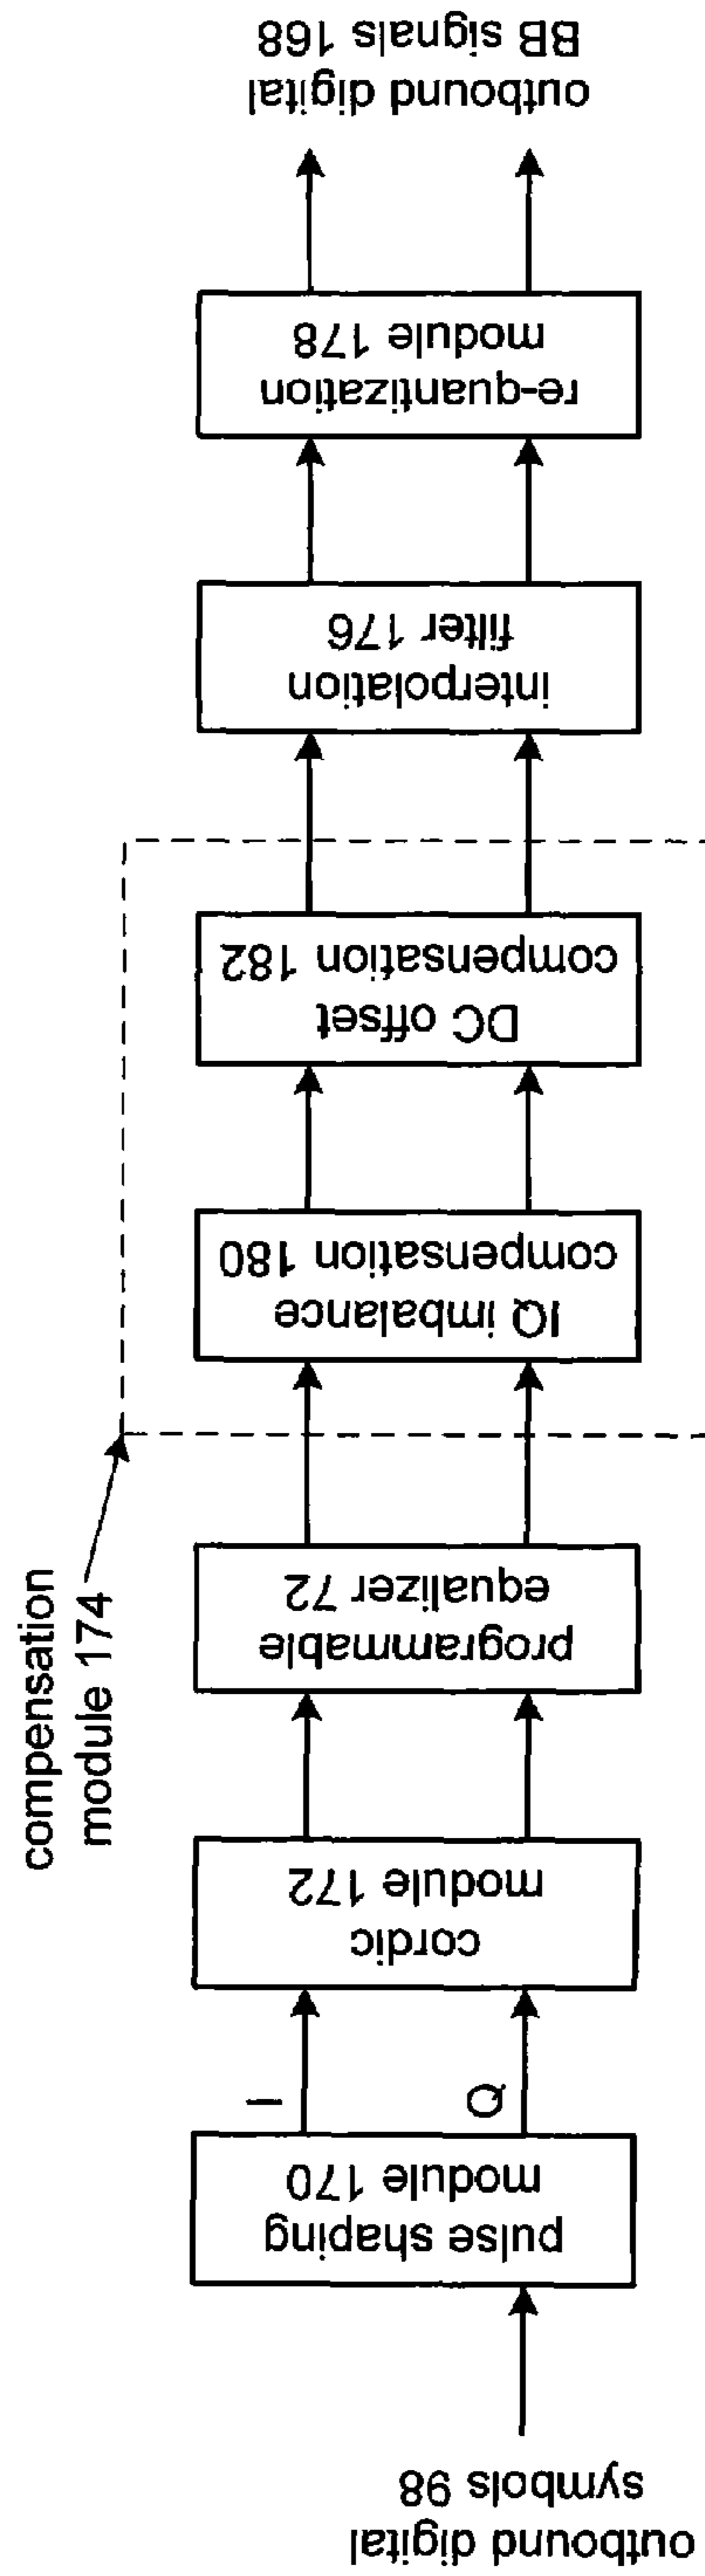 outbound digital
symbols 98
pulse shaping
module 170
I
Q
cordic
module 172
programmable
equalizer 72
compensation
module 174
IQ imbalance
compensation 180
DC offset
compensation 182
interpolation
filter 176
re-quantization
module 178
outbound digital
BB signals 168